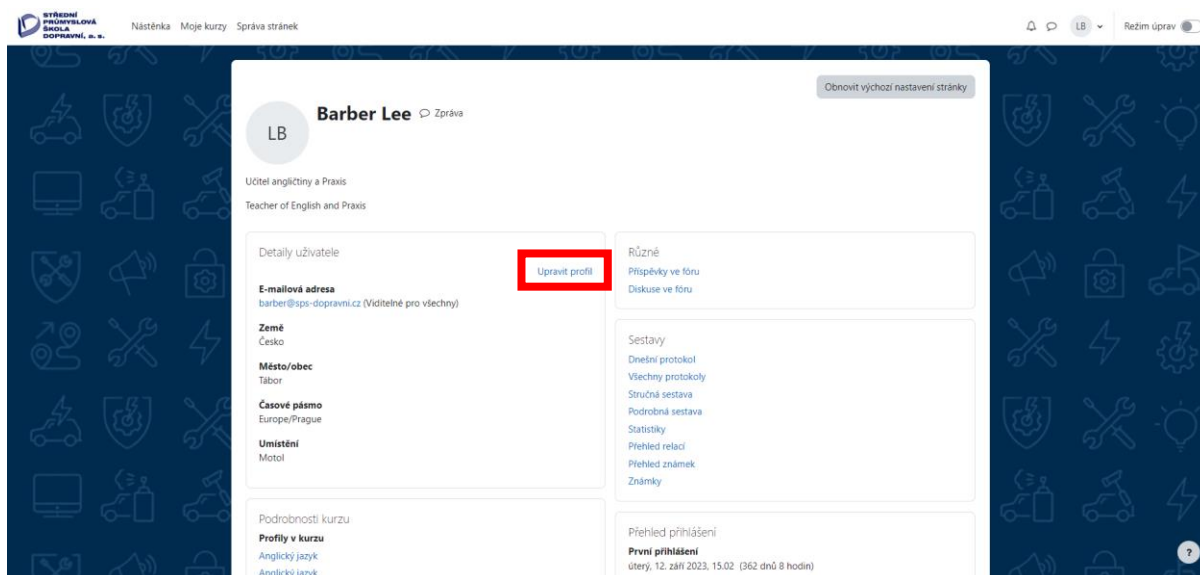 STŘEDNÍ
PRŮMYSLOVÁ
ŠKOLA
DOPRAVNÍ, a. s.
Nástěnka Moje kurzy Správa stránek
LB
Režim úprav
Obnovit výchozí nastavení stránky
LB
Barber Lee Zpráva
Učitel angličtiny a Praxis
Teacher of English and Praxis
Detaily uživatele
Upravit profil
E-mailová adresa
barber@sps-dopravni.cz (Viditelné pro všechny)
Země
Česko
Město/obec
Tábor
Časové pásmo
Europe/Prague
Umístění
Motol
Podrobnosti kurzu
Profily v kurzu
Anglický jazyk
Anglický jazyk
Různé
Příspěvky ve fóru
Diskuse ve fóru
Sestavy
Dnešní protokol
Všechny protokoly
Stručná sestava
Podrobná sestava
Statistiky
Přehled relací
Přehled známek
Známky
Přehled přihlášení
První přihlášení
úterý, 12. září 2023, 15.02 (362 dnů 8 hodin)
?